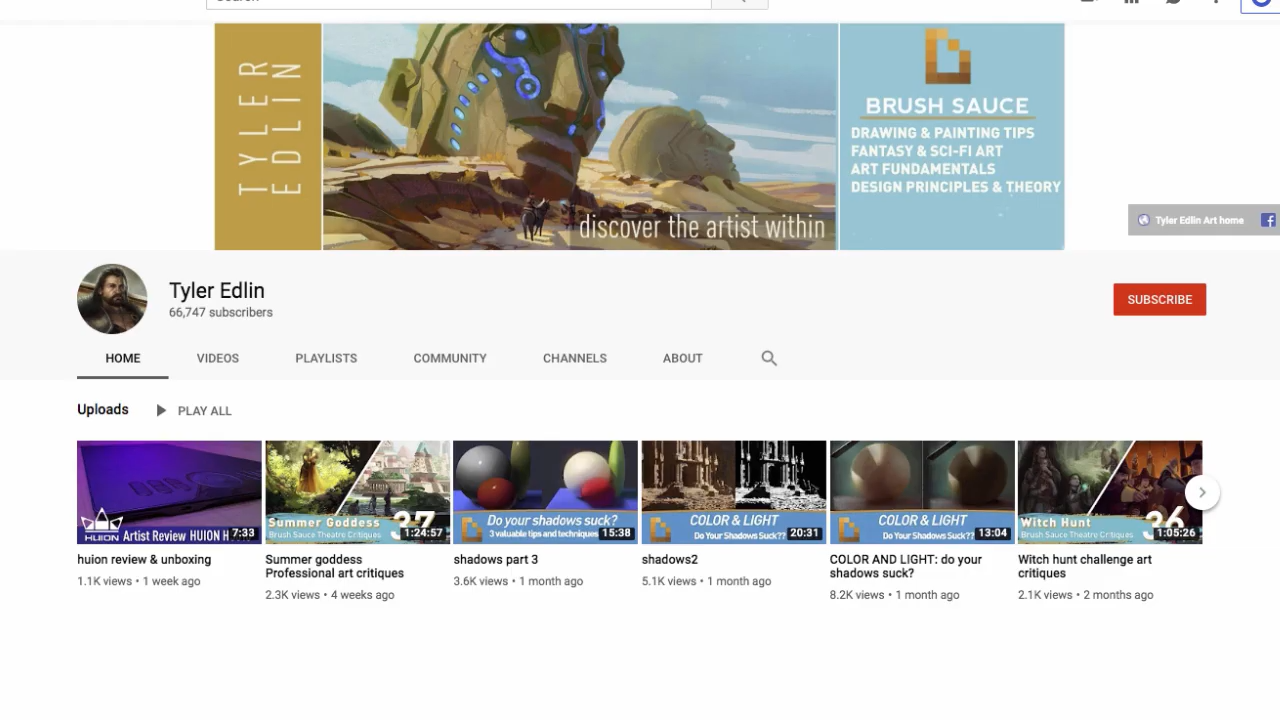 TYLER
EDLIN
discover the artist within
BRUSH SAUCE
DRAWING & PAINTING TIPS
FANTASY & SCI-FI ART
ART FUNDAMENTALS
DESIGN PRINCIPLES & THEORY
Tyler Edlin Art home
Tyler Edlin
66,747 subscribers
SUBSCRIBE
HOME
VIDEOS
PLAYLISTS
COMMUNITY
CHANNELS
ABOUT
Uploads
PLAY ALL
HUION
Artist Review HUION H
7:33
huion review & unboxing
1.1K views • 1 week ago
Summer Goddess
Brush Sauce Theatre Critiques
37
1:24:57
Summer goddess
Professional art critiques
2.3K views • 4 weeks ago
Do your shadows suck?
3 valuable tips and techniques
15:38
shadows part 3
3.6K views • 1 month ago
COLOR & LIGHT
Do Your Shadows Suck??
20:31
shadows2
5.1K views • 1 month ago
COLOR & LIGHT
Do Your Shadows Suck??
13:04
COLOR AND LIGHT: do your
shadows suck?
8.2K views • 1 month ago
Witch Hunt
Brush Sauce Theatre Critiques
36
1:05:26
Witch hunt challenge art
critiques
2.1K views • 2 months ago